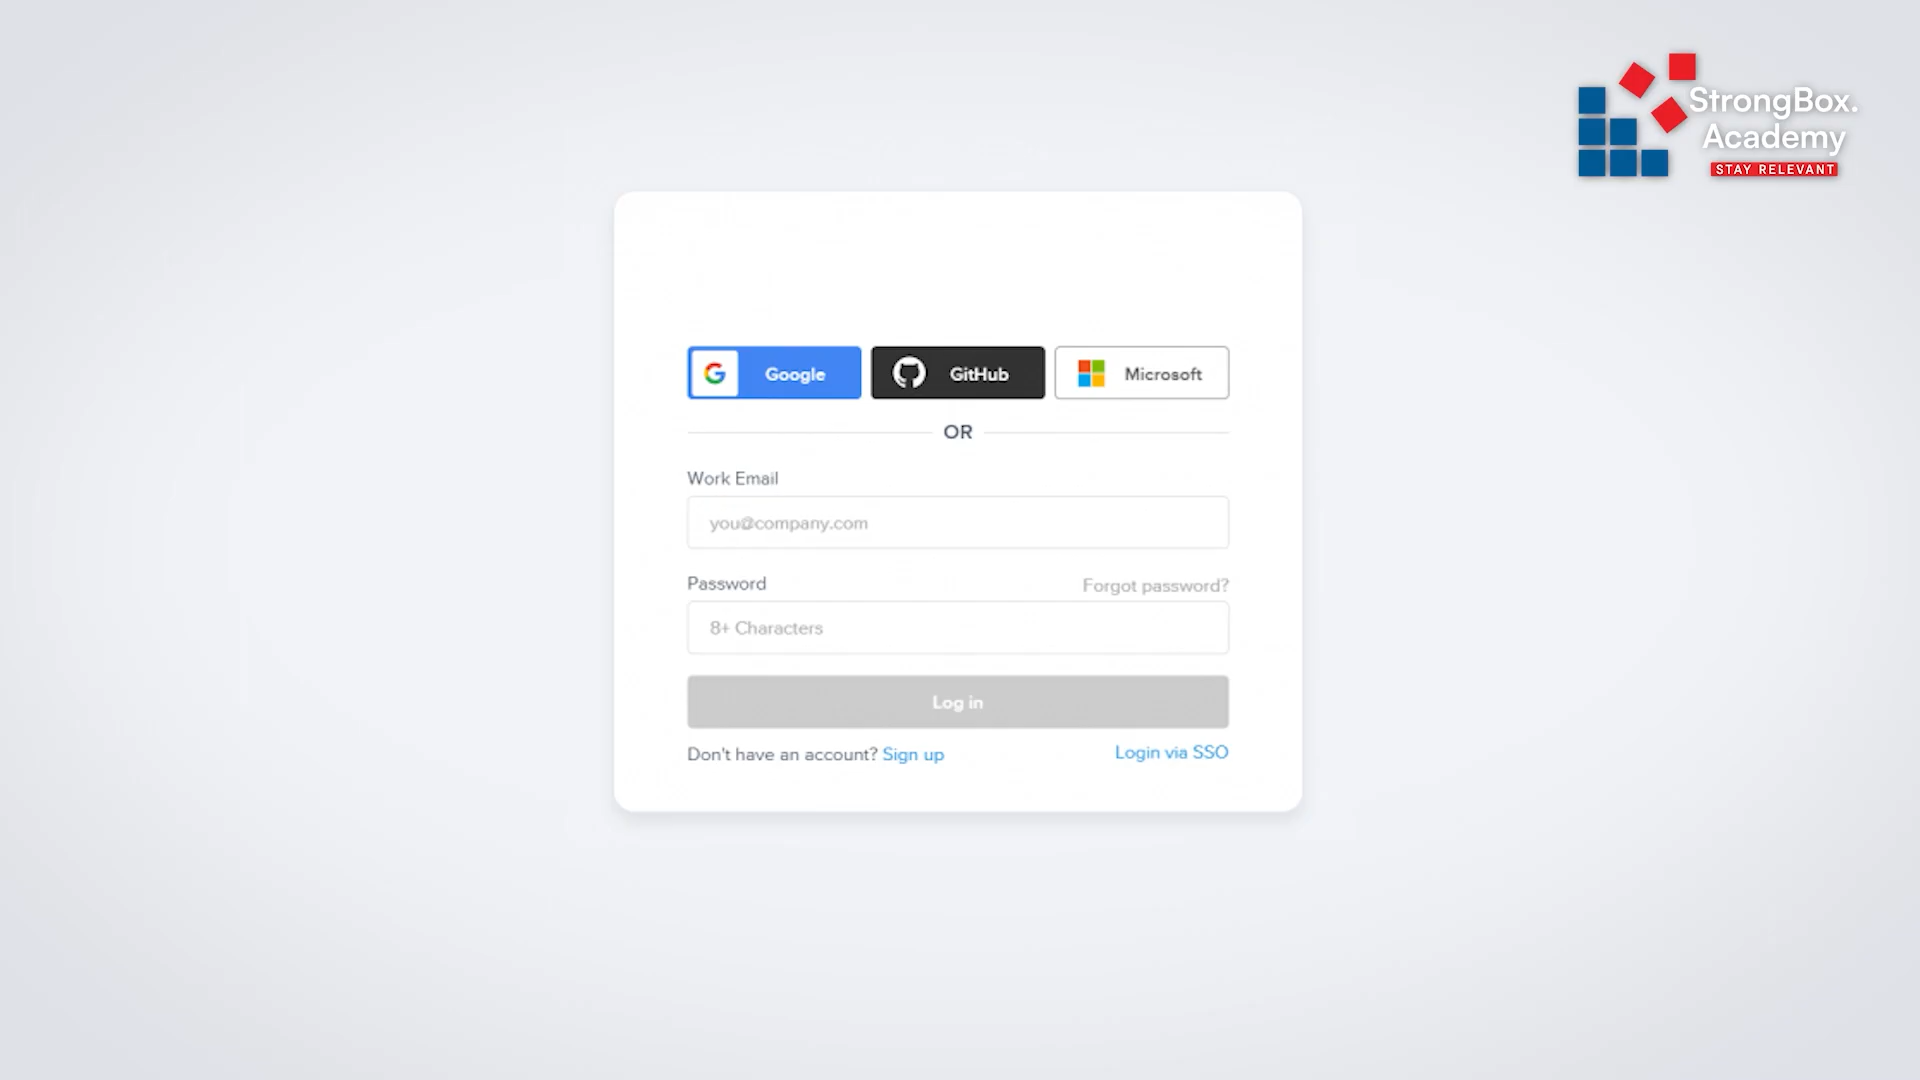 StrongBox.
Academy
STAY RELEVANT
Google
GitHub
Microsoft
OR
Work Email
you@company.com
Password
Forgot password?
8+ Characters
Log in
Don't have an account? Sign up
Login via SSO